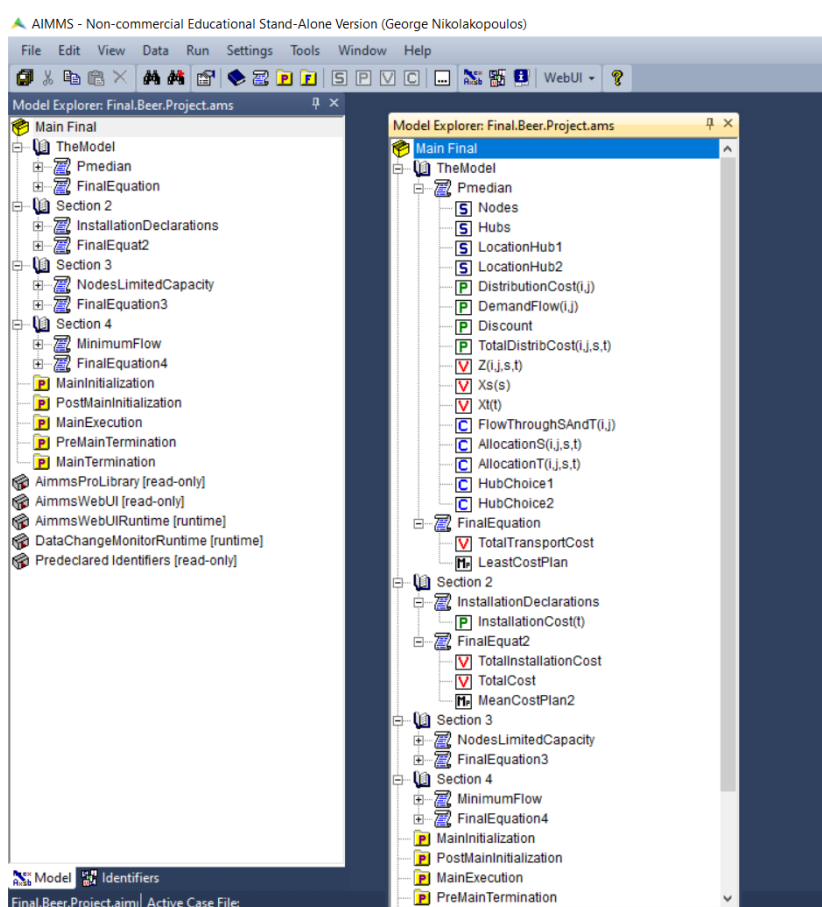 AIMMS - Non-commercial Educational Stand-Alone Version (George Nikolakopoulos)
File Edit View Data Run Settings Tools Window Help
WebUI
Model Explorer: Final.Beer.Project.ams
Main Final
TheModel
Pmedian
FinalEquation
Section 2
InstallationDeclarations
FinalEquat2
Section 3
NodesLimitedCapacity
FinalEquation3
Section 4
MinimumFlow
FinalEquation4
MainInitialization
PostMainInitialization
MainExecution
PreMainTermination
MainTermination
AimmsProLibrary [read-only]
AimmsWebUI [read-only]
AimmsWebUIRuntime [runtime]
DataChangeMonitorRuntime [runtime]
Predeclared Identifiers [read-only]
Model Identifiers
Final.Beer.Project.aimm Active Case File:
Model Explorer: Final.Beer.Project.ams
Main Final
TheModel
Pmedian
S Nodes
S Hubs
S LocationHub1
S LocationHub2
P DistributionCost(i,j)
P DemandFlow(i,j)
P Discount
P TotalDistribCost(i,j,s,t)
V Z(i,j,s,t)
V Xs(s)
V Xt(t)
C FlowThroughSAndT(i,j)
C AllocationS(i,j,s,t)
C AllocationT(i,j,s,t)
C HubChoice1
C HubChoice2
FinalEquation
V TotalTransportCost
MP LeastCostPlan
Section 2
InstallationDeclarations
P InstallationCost(t)
FinalEquat2
V TotalInstallationCost
V TotalCost
MP MeanCostPlan2
Section 3
NodesLimitedCapacity
FinalEquation3
Section 4
MinimumFlow
FinalEquation4
P MainInitialization
P PostMainInitialization
P MainExecution
P PreMainTermination